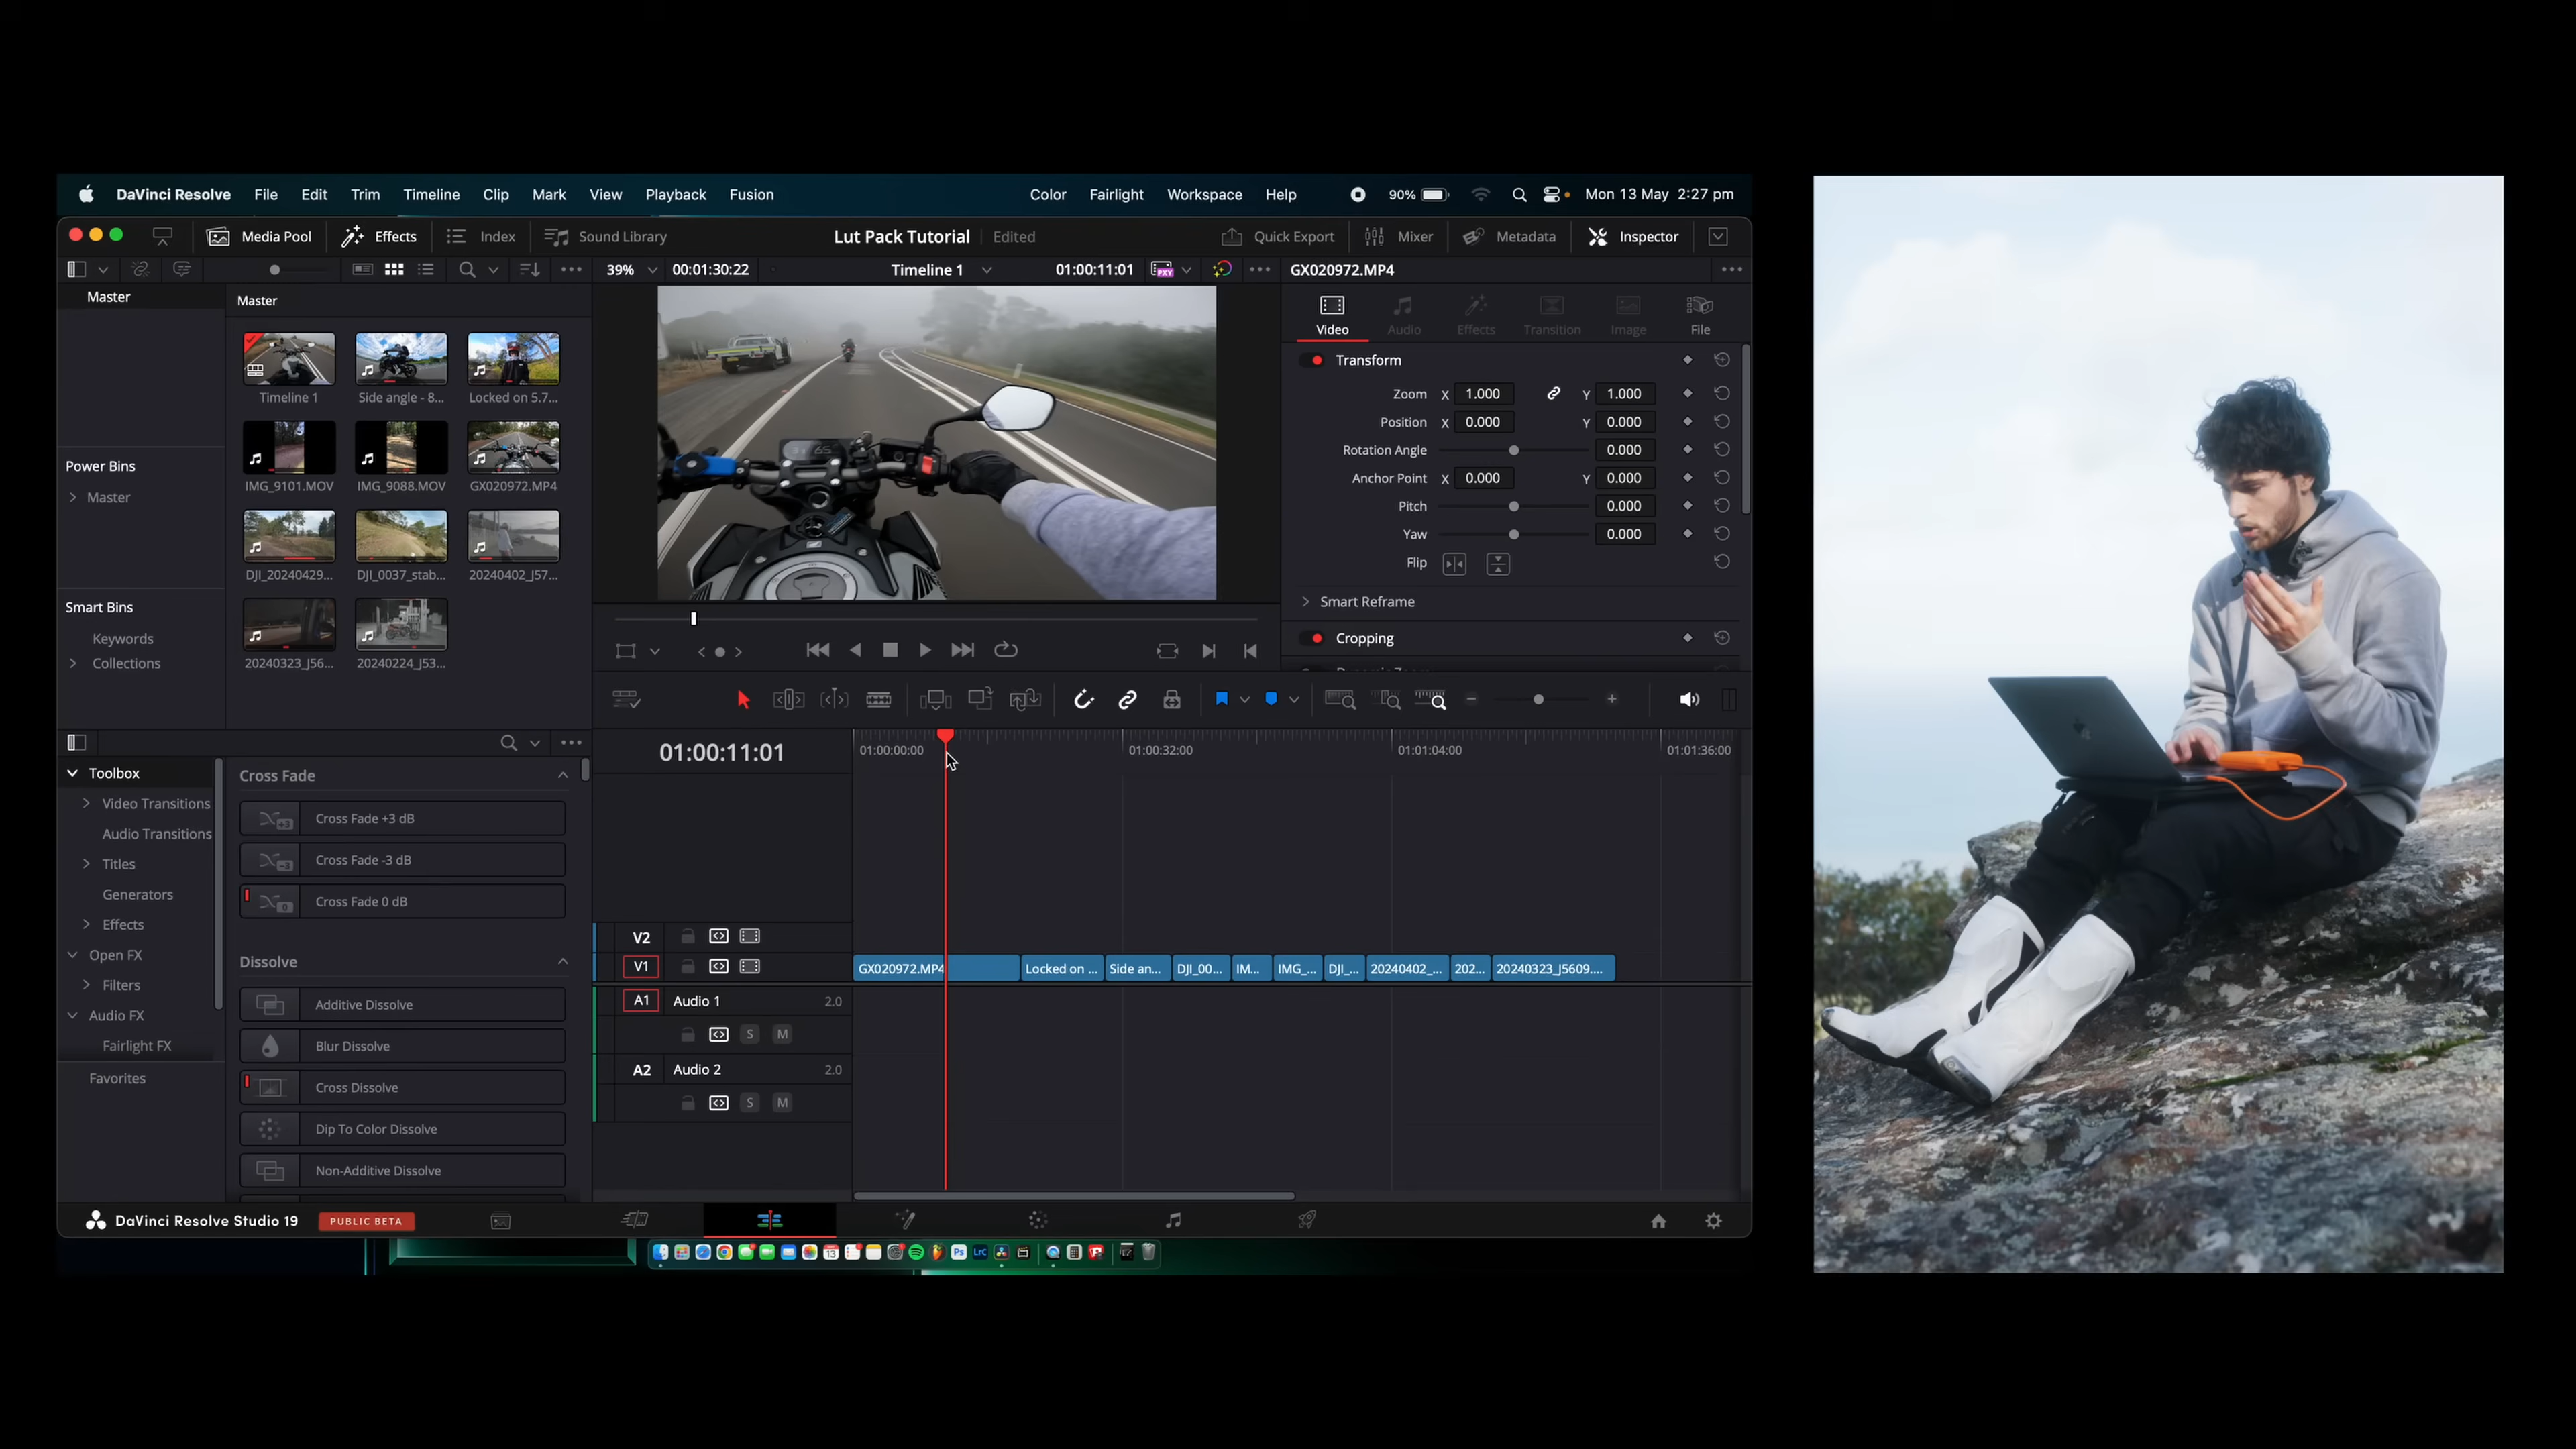 DaVinci Resolve File Edit Trim Timeline Clip Mark View Playback Fusion Color Fairlight Workspace Help 90% Mon 13 May 2:27 pm
Media Pool Effects Index Sound Library Lut Pack Tutorial Edited Quick Export Mixer Metadata Inspector
39% 00:01:30:22 Timeline 1 01:00:11:01 PXY GX020972.MP4
Master
Master
Timeline 1 Side angle - 8... Locked on 5.7...
IMG_9101.MOV IMG_9088.MOV GX020972.MP4
DJI_20240429... DJI_0037_stab... 20240402_J57...
20240323_J56... 20240224_J53...
Power Bins
Master
Smart Bins
Keywords
Collections
Video Audio Effects Transition Image File
Transform
Zoom X 1.000 Y 1.000
Position X 0.000 Y 0.000
Rotation Angle 0.000
Anchor Point X 0.000 Y 0.000
Pitch 0.000
Yaw 0.000
Flip
Smart Reframe
Cropping
Toolbox
Video Transitions
Audio Transitions
Titles
Generators
Effects
Open FX
Filters
Audio FX
Fairlight FX
Favorites
Cross Fade
Cross Fade +3 dB
Cross Fade -3 dB
Cross Fade 0 dB
Dissolve
Additive Dissolve
Blur Dissolve
Cross Dissolve
Dip To Color Dissolve
Non-Additive Dissolve
01:00:11:01
01:00:00:00 01:00:32:00 01:01:04:00 01:01:36:00
V2
V1
GX020972.MP4 Locked on ... Side an... DJI_00... IM... IMG_... DJI_... 20240402_... 202... 20240323_J5609....
A1 Audio 1 2.0
S M
A2 Audio 2 2.0
S M
DaVinci Resolve Studio 19 PUBLIC BETA
13 Ps LrC